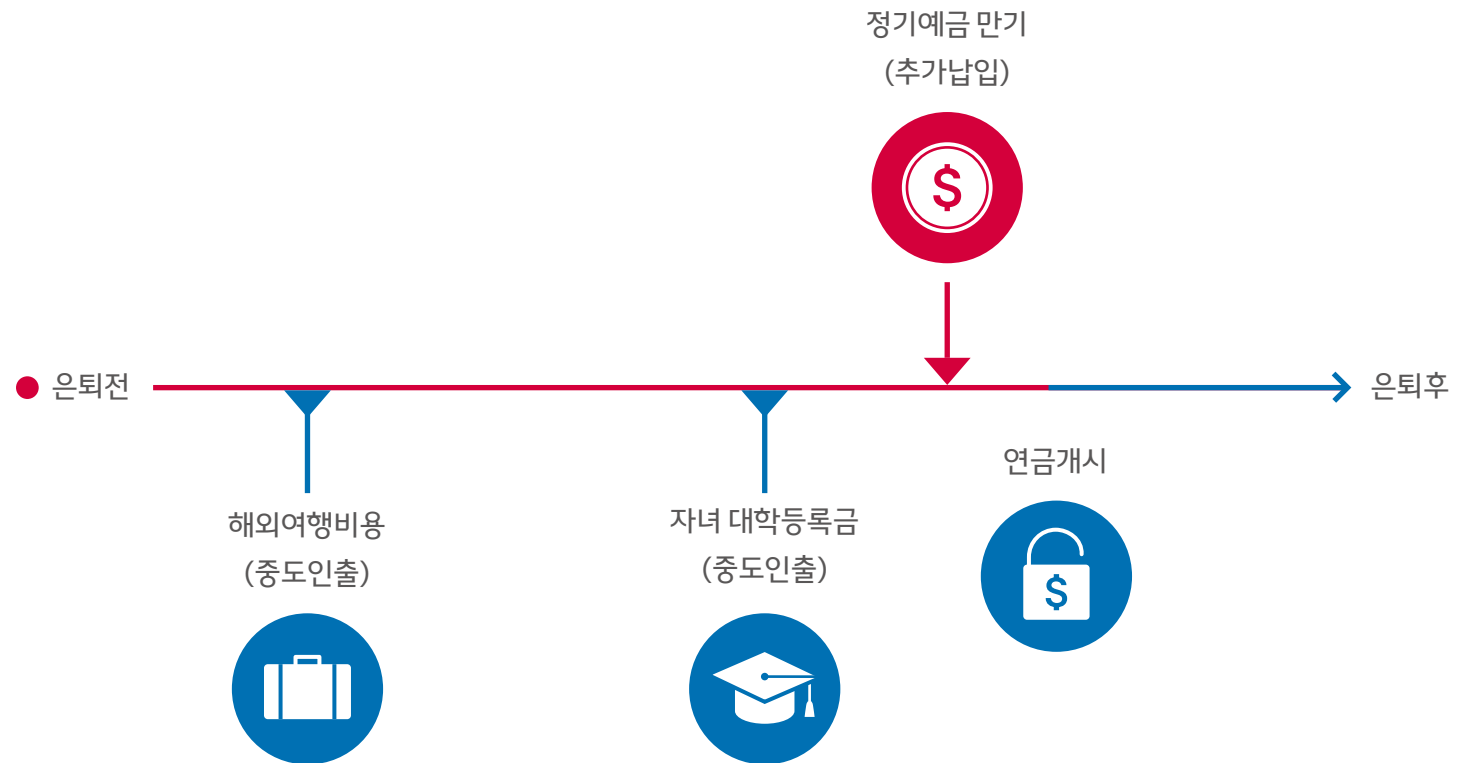 정기예금 만기
(추가납입)
$
은퇴전
은퇴후
연금개시
$
해외여행비용
(중도인출)
자녀 대학등록금
(중도인출)